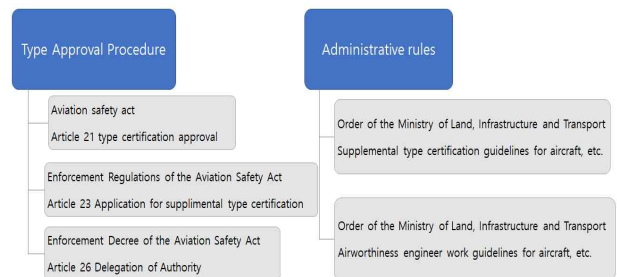 Type Approval Procedure
Aviation safety act
Article 21 type certification approval
Enforcement Regulations of the Aviation Safety Act
Article 23 Application for supplimental type certification
Enforcement Decree of the Aviation Safety Act
Article 26 Delegation of Authority
Administrative rules
Order of the Ministry of Land, Infrastructure and Transport
Supplemental type certification guidelines for aircraft, etc.
Order of the Ministry of Land, Infrastructure and Transport
Airworthiness engineer work guidelines for aircraft, etc.